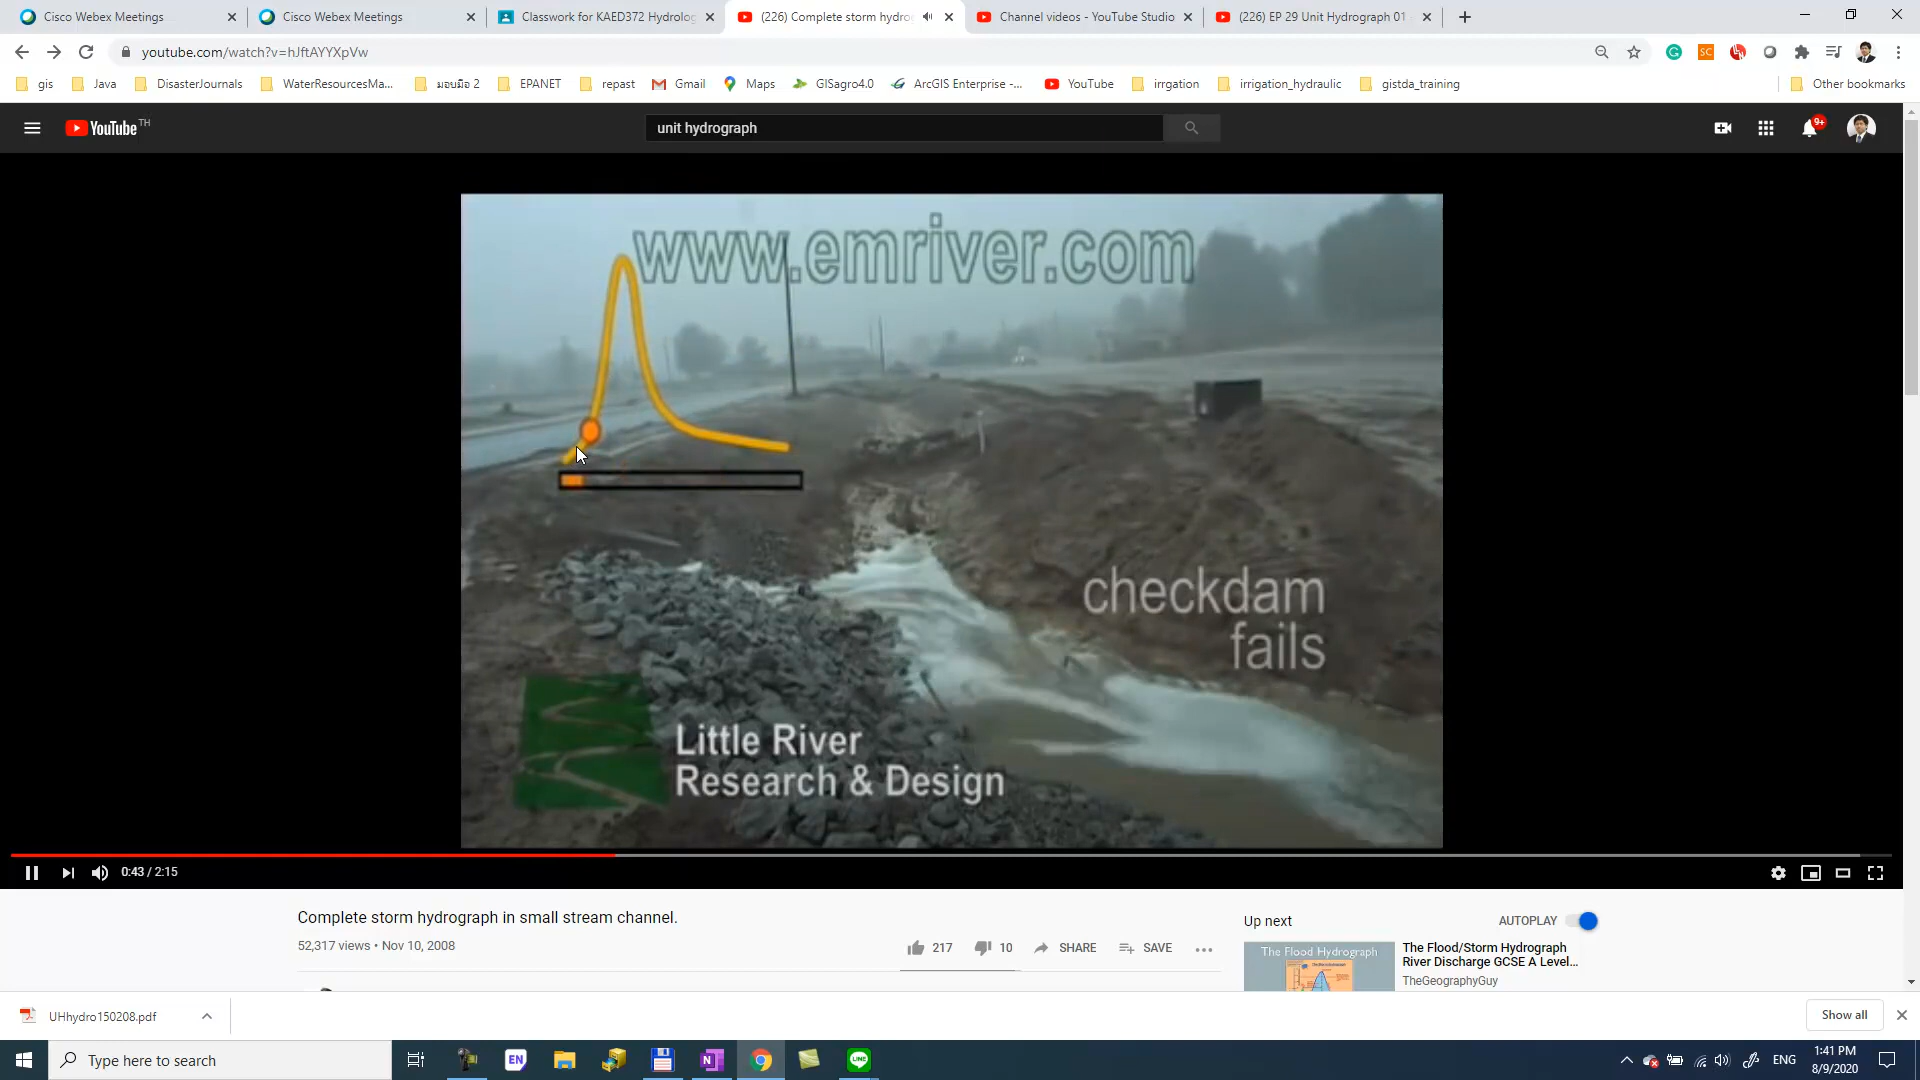 Cisco Webex Meetings
Cisco Webex Meetings
Classwork for KAED372 Hydrolog
(226) Complete storm hydro
Channel videos - YouTube Studio
(226) EP 29 Unit Hydrograph 01
youtube.com/watch?v=hJftAYYXpVw
gis
Java
DisasterJournals
WaterResourcesMa...
มอบมือ 2
EPANET
repast
Gmail
Maps
GISagro4.0
ArcGIS Enterprise -...
YouTube
irrgation
irrigation_hydraulic
gistda_training
Other bookmarks
YouTube TH
unit hydrograph
9+
www.emriver.com
checkdam
fails
Little River
Research & Design
0:43 / 2:15
Complete storm hydrograph in small stream channel.
52,317 views • Nov 10, 2008
217
10
SHARE
SAVE
Up next
AUTOPLAY
The Flood Hydrograph
The Flood/Storm Hydrograph
River Discharge GCSE A Level...
TheGeographyGuy
UHhydro150208.pdf
Show all
Type here to search
EN
LINE
ENG
1:41 PM
8/9/2020